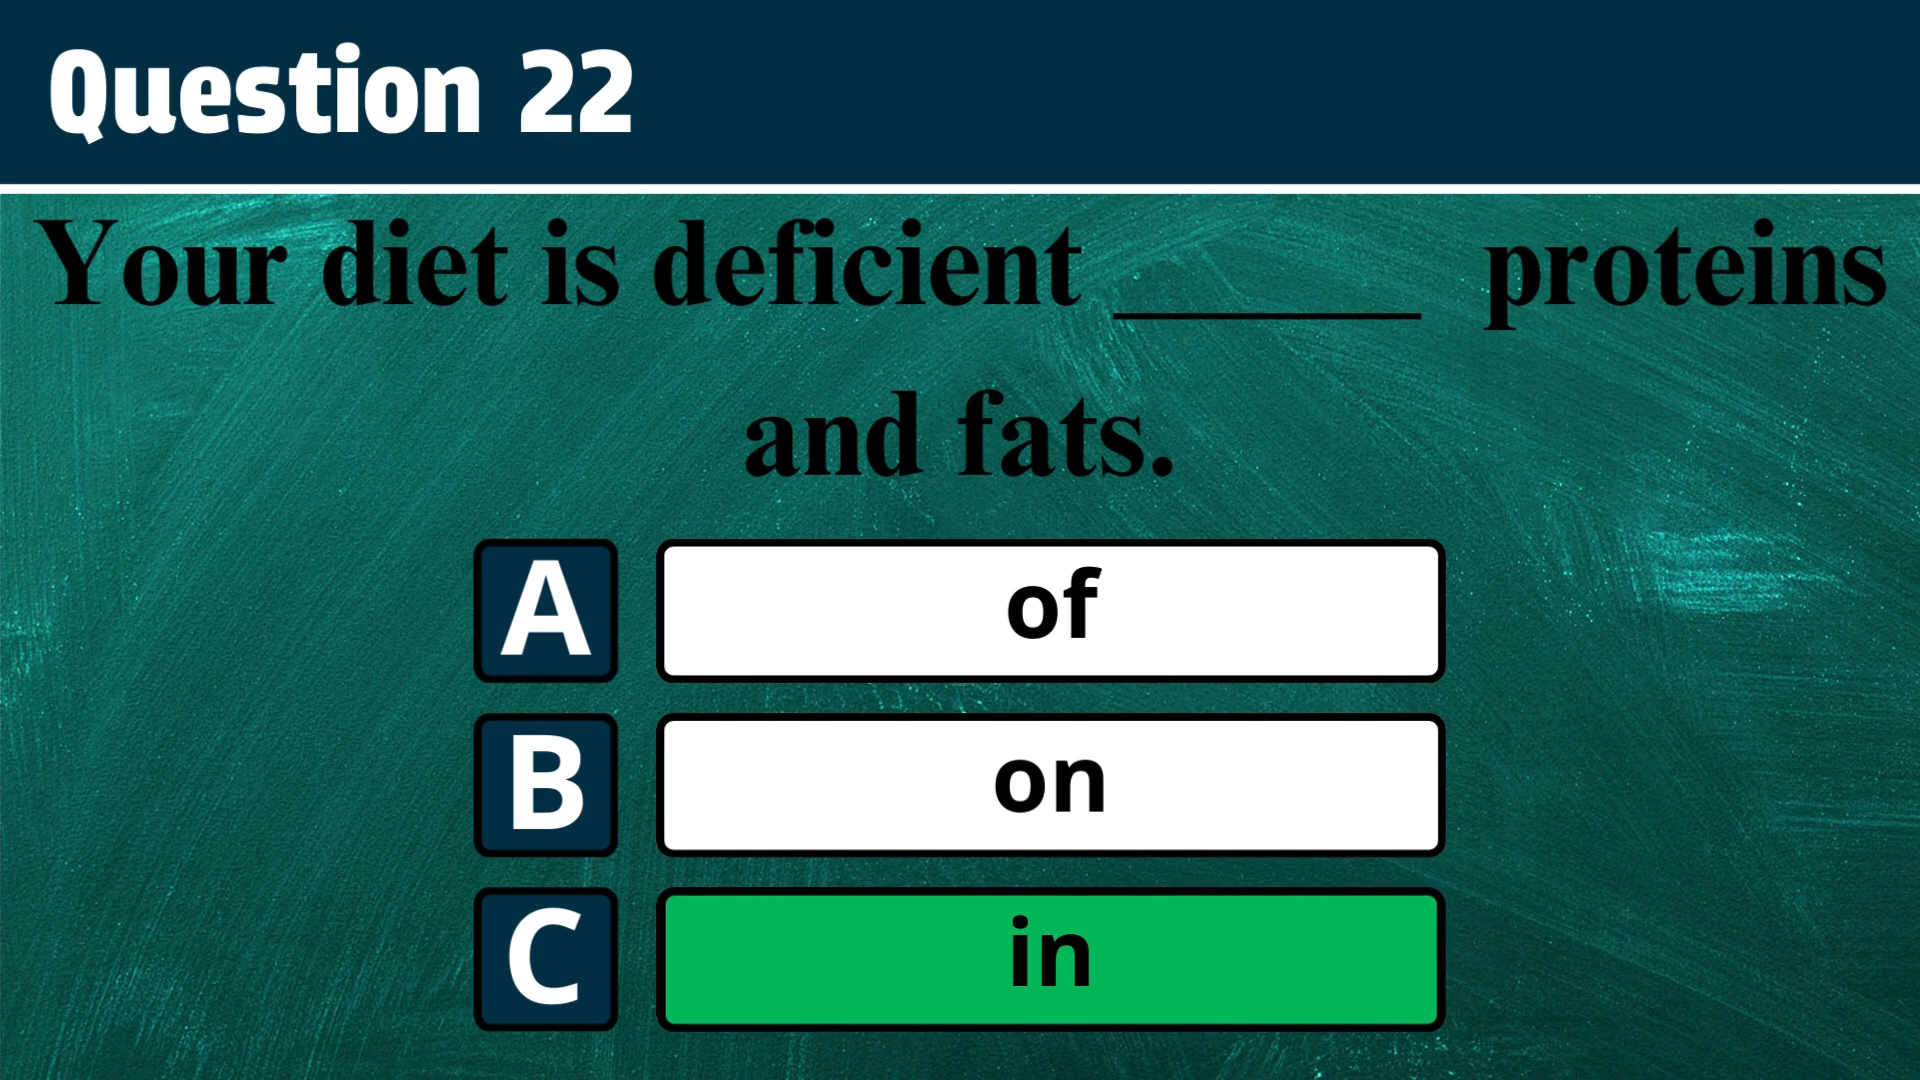 Question 22
Your diet is deficient ______ proteins
and fats.
A of
B on
C in